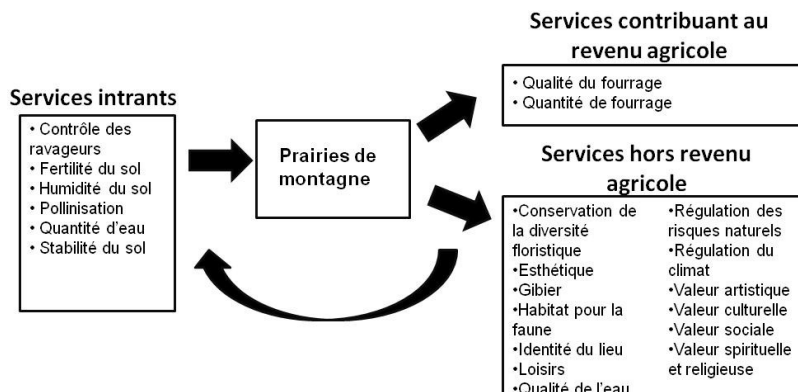 Services intrants
• Contrôle des
ravageurs
• Fertilité du sol
• Humidité du sol
• Pollinisation
• Quantité d'eau
• Stabilité du sol
Prairies de
montagne
Services contribuant au
revenu agricole
• Qualité du fourrage
• Quantité de fourrage
Services hors revenu
agricole
•Conservation de
la diversité
floristique
•Esthétique
•Gibier
•Habitat pour la
faune
•Identité du lieu
•Loisirs
•Qualité de l'eau
•Régulation des
risques naturels
•Régulation du
climat
•Valeur artistique
•Valeur culturelle
•Valeur sociale
•Valeur spirituelle
et religieuse